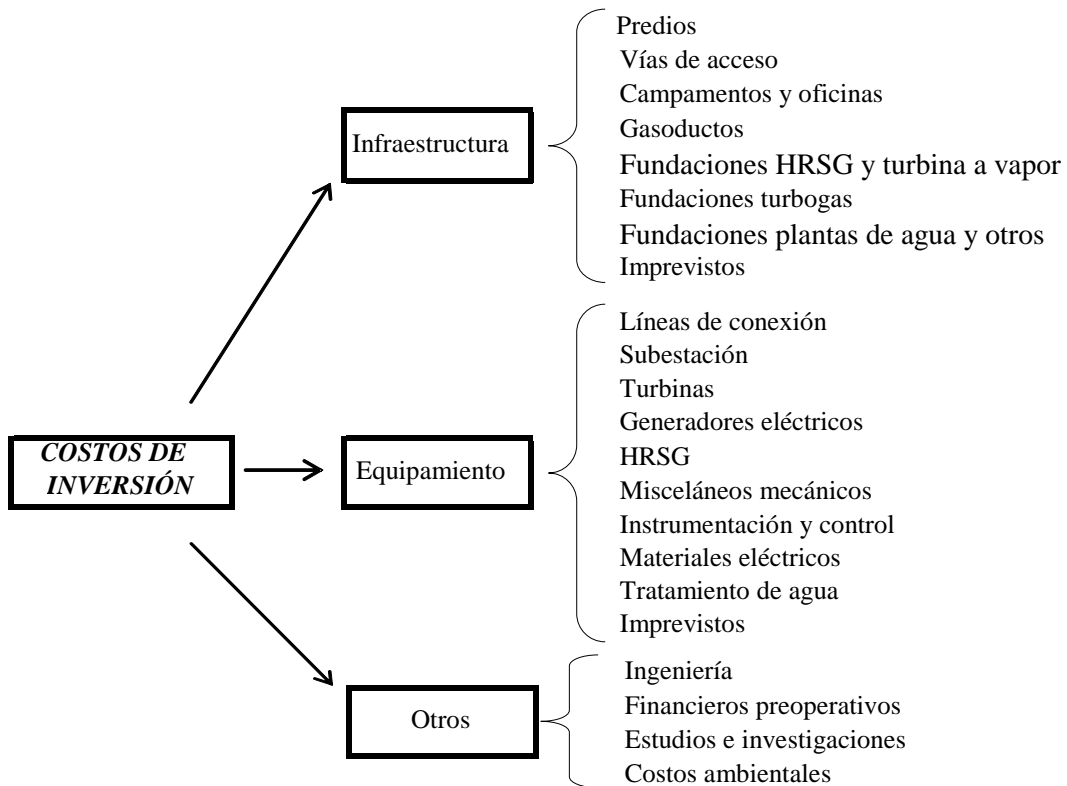 COSTOS DE
INVERSIÓN
Infraestructura
Predios
Vías de acceso
Campamentos y oficinas
Gasoductos
Fundaciones HRSG y turbina a vapor
Fundaciones turbogas
Fundaciones plantas de agua y otros
Imprevistos
Equipamiento
Líneas de conexión
Subestación
Turbinas
Generadores eléctricos
HRSG
Misceláneos mecánicos
Instrumentación y control
Materiales eléctricos
Tratamiento de agua
Imprevistos
Otros
Ingeniería
Financieros preoperativos
Estudios e investigaciones
Costos ambientales